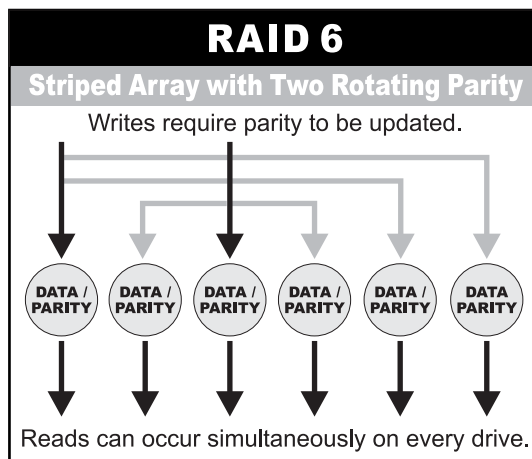 RAID 6
Striped Array with Two Rotating Parity
Writes require parity to be updated.
DATA /
PARITY
DATA /
PARITY
DATA /
PARITY
DATA /
PARITY
DATA /
PARITY
DATA
PARITY
Reads can occur simultaneously on every drive.